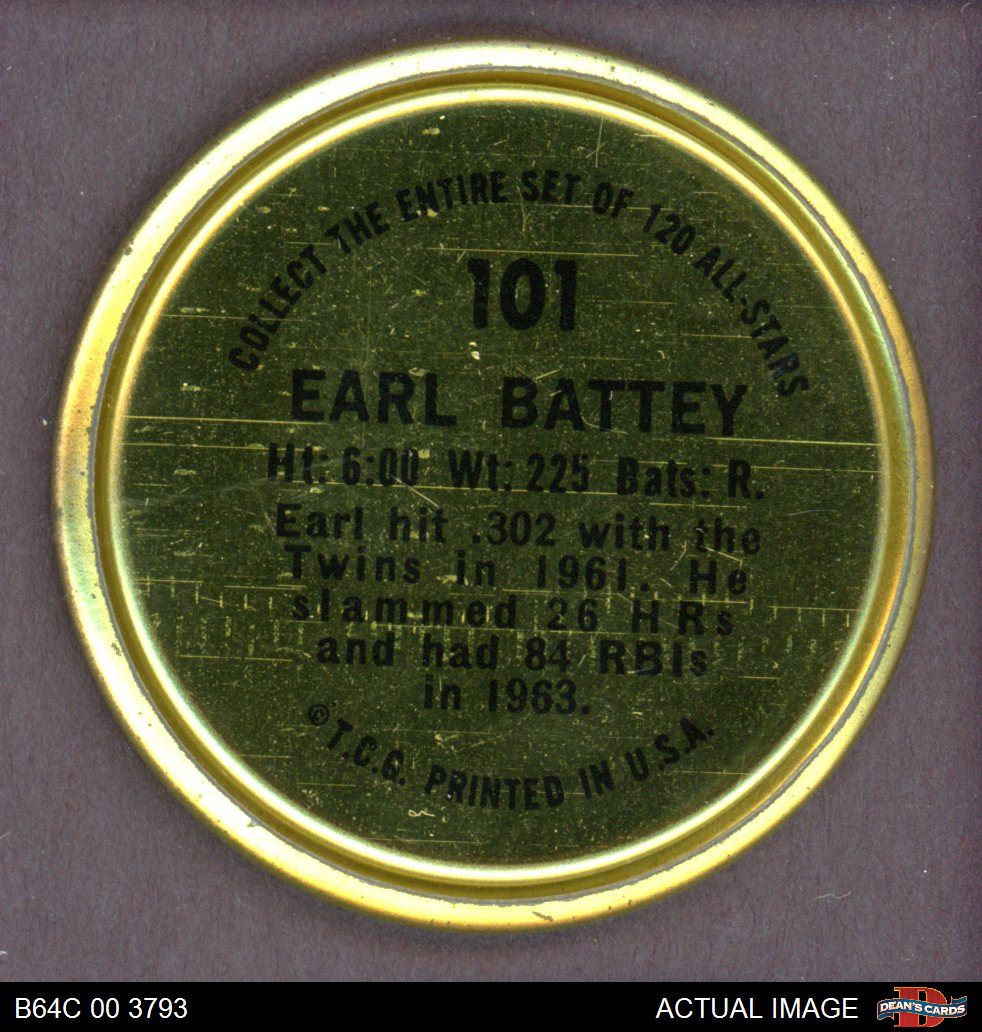 COLLECT THE ENTIRE SET OF 120 ALL-STARS
101
EARL BATTEY
Ht: 6:00 Wt: 225 Bats: R.
Earl hit .302 with the
Twins in 1961. He
slammed 26 HRs
and had 84 RBIs
in 1963.
© T.C.G. PRINTED IN U.S.A.
B64C 00 3793
ACTUAL IMAGE
DEAN'S CARDS